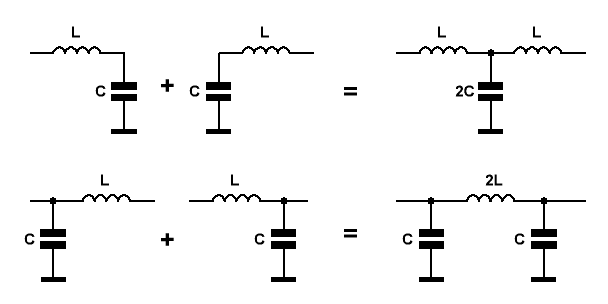 L L L L
C + C = 2C
L L 2L
C + C = C C